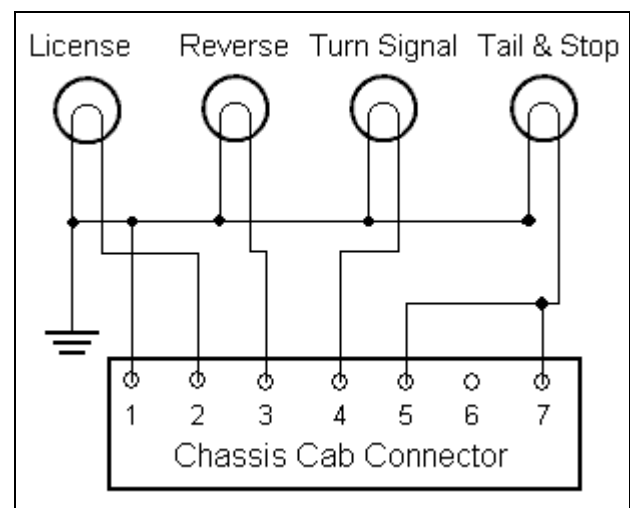 License Reverse Turn Signal Tail & Stop
1 2 3 4 5 6 7
Chassis Cab Connector